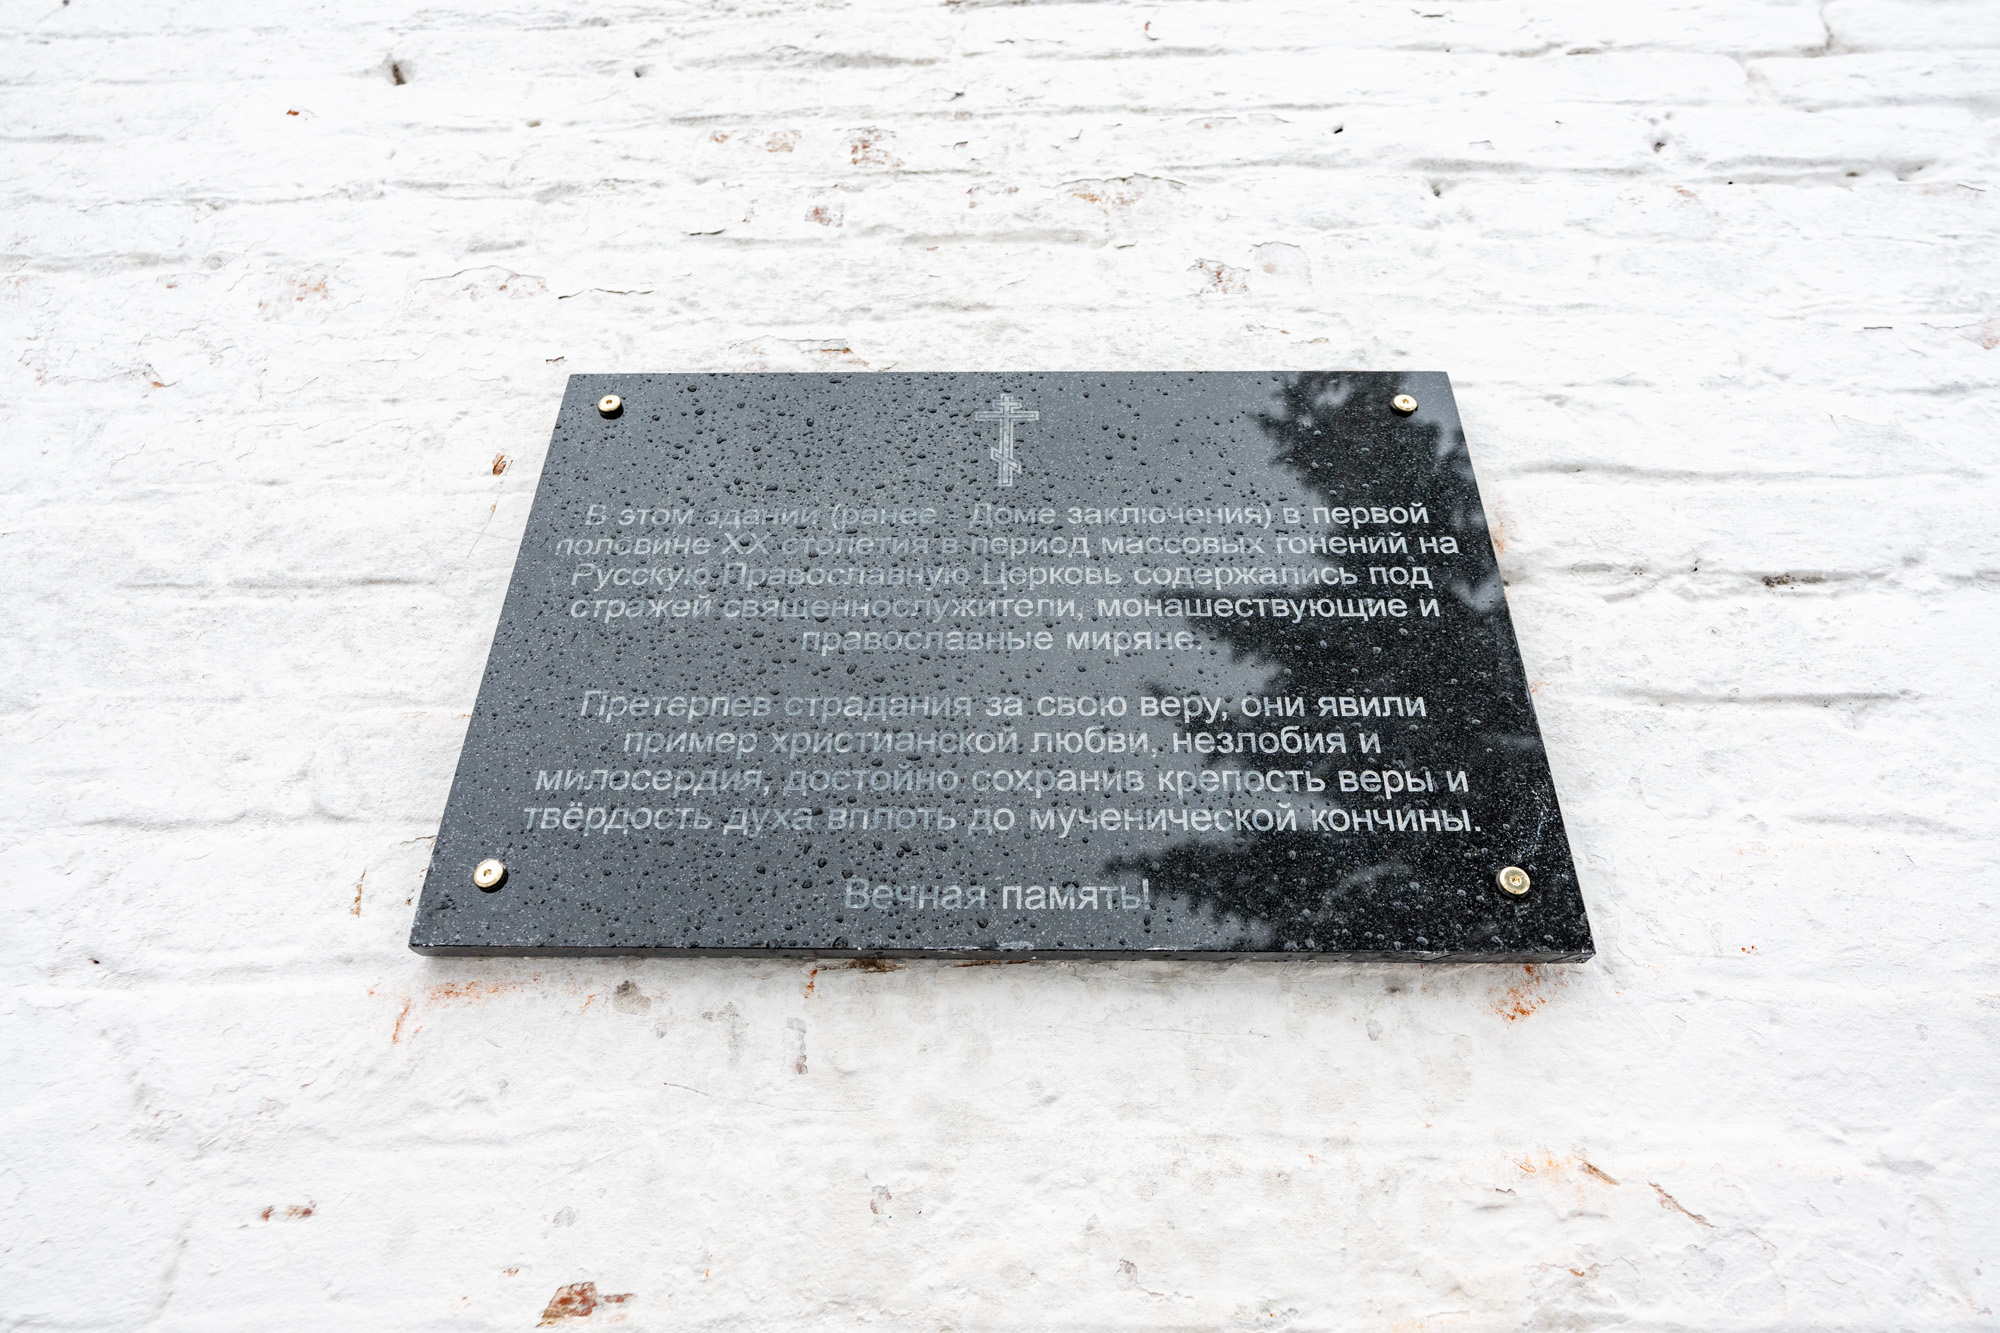 В этом здании (ранее - Доме заключения) в первой
половине XX столетия в период массовых гонений на
Русскую Православную Церковь содержались под
стражей священнослужители, монашествующие и
православные миряне.
Претерпев страдания за свою веру, они явили
пример христианской любви, незлобия и
милосердия, достойно сохранив крепость веры и
твёрдость духа вплоть до мученической кончины.
Вечная память!